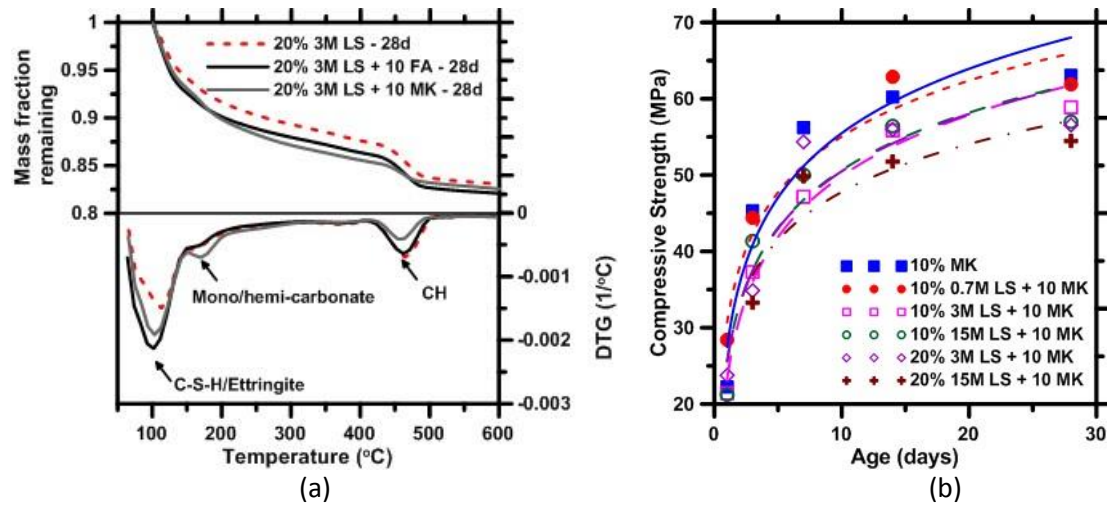 1
0.95
0.9
0.85
0.8
Mass fraction
remaining
20% 3M LS - 28d
20% 3M LS + 10 FA - 28d
20% 3M LS + 10 MK - 28d
0
-0.001
-0.002
-0.003
DTG (1/°C)
Mono/hemi-carbonate
CH
C-S-H/Ettringite
100 200 300 400 500 600
Temperature (°C)
(a)
70
60
50
40
30
20
Compressive Strength (MPa)
10% MK
10% 0.7M LS + 10 MK
10% 3M LS + 10 MK
10% 15M LS + 10 MK
20% 3M LS + 10 MK
20% 15M LS + 10 MK
0 10 20 30
Age (days)
(b)